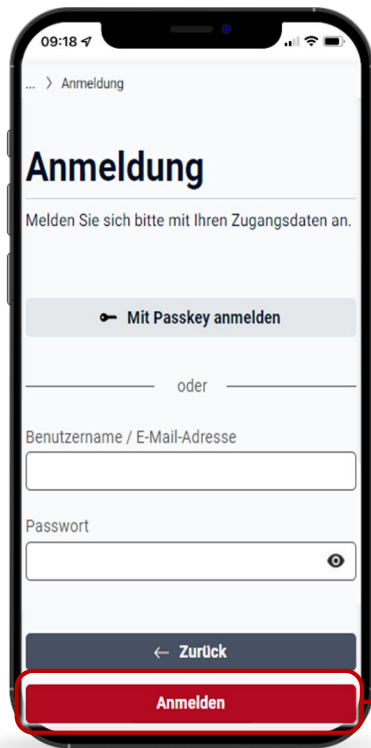 09:18
... > Anmeldung
Anmeldung
Melden Sie sich bitte mit Ihren Zugangsdaten an.
Mit Passkey anmelden
oder
Benutzername / E-Mail-Adresse
Passwort
← Zurück
Anmelden